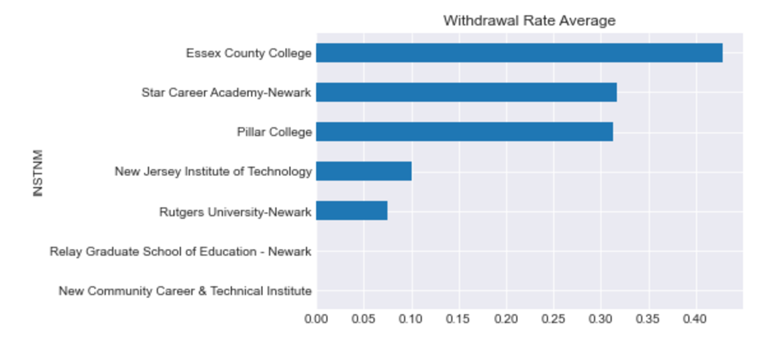 Withdrawal Rate Average
INSTNM
Essex County College
Star Career Academy-Newark
Pillar College
New Jersey Institute of Technology
Rutgers University-Newark
Relay Graduate School of Education - Newark
New Community Career & Technical Institute
0.00 0.05 0.10 0.15 0.20 0.25 0.30 0.35 0.40